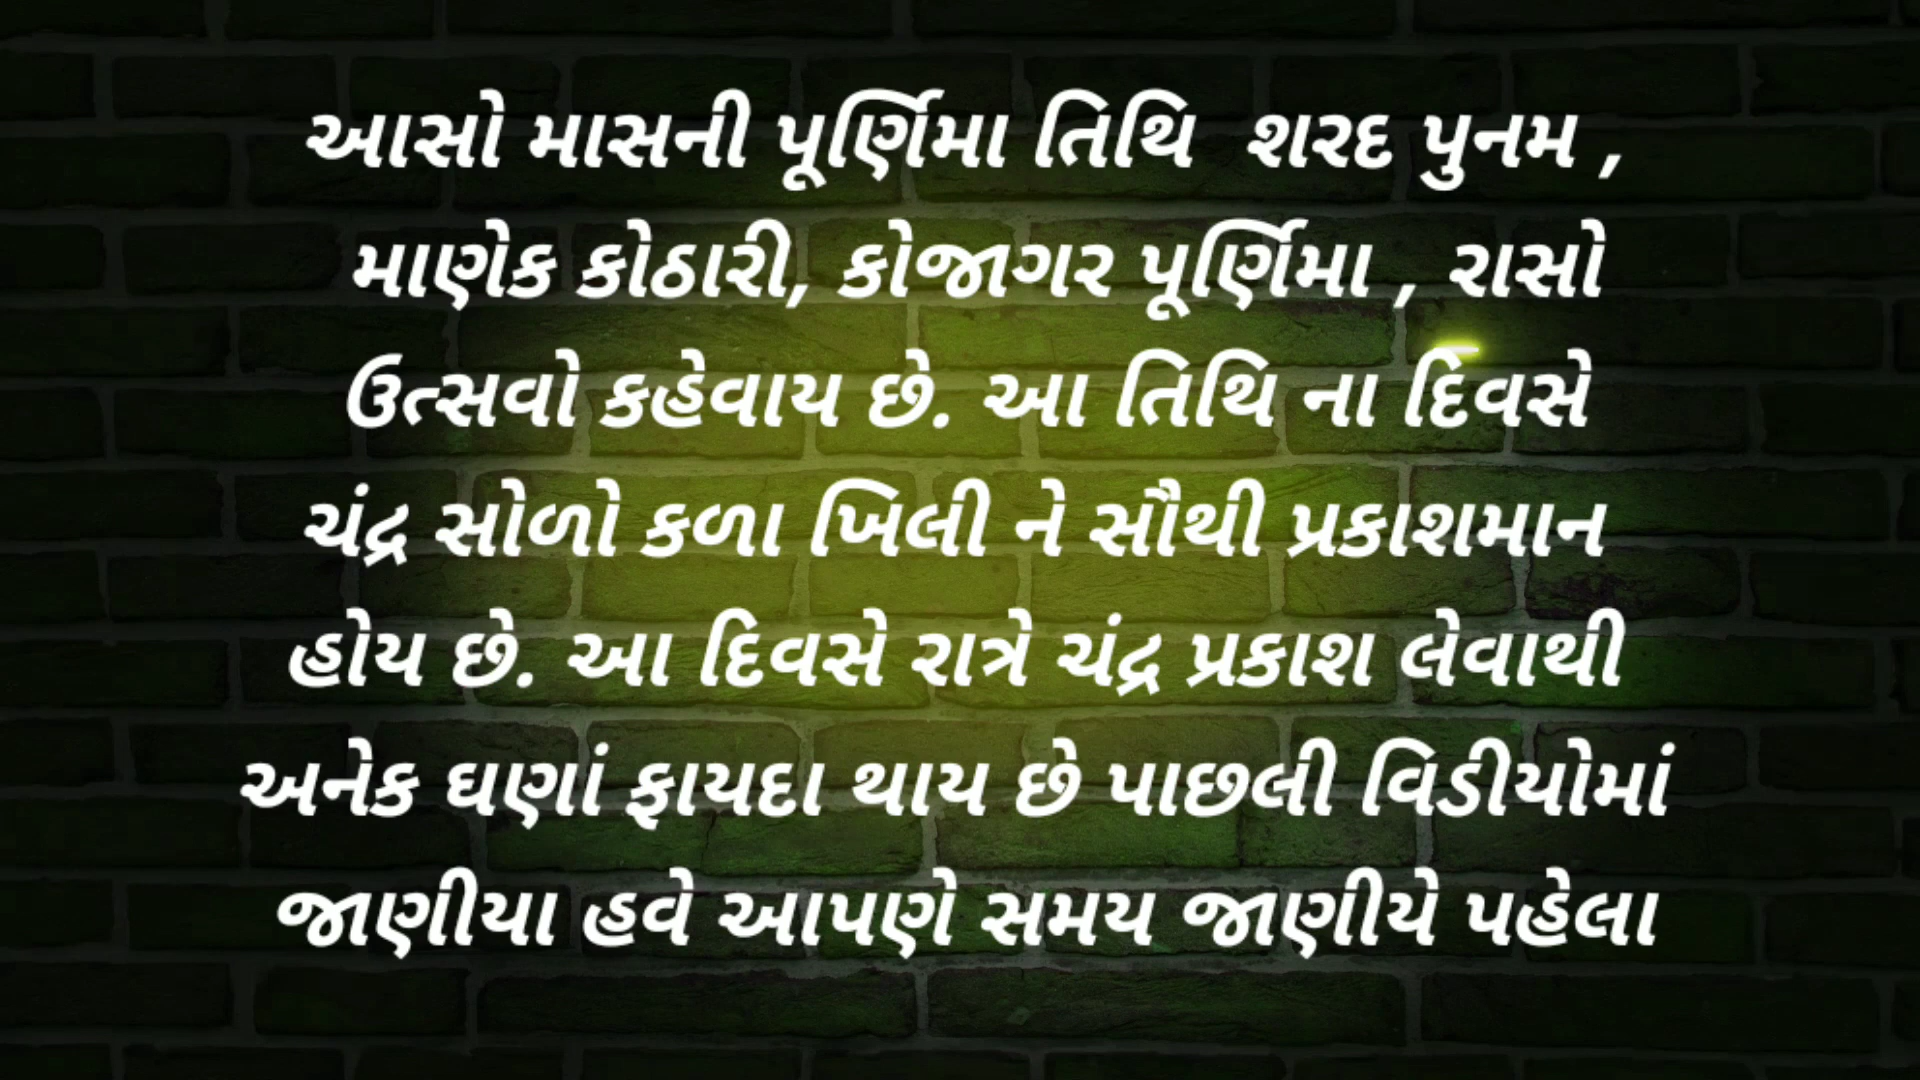 આસો માસની પૂર્ણિમા તિથિ શરદ પુનમ ,
માણેક કોઠારી, કોજાગર પૂર્ણિમા , રાસો
ઉત્સવો કહેવાય છે. આ તિથિ ના દિવસે
ચંદ્ર સોળો કળા ખિલી ને સૌથી પ્રકાશમાન
હોય છે. આ દિવસે રાત્રે ચંદ્ર પ્રકાશ લેવાથી
અનેક ઘણાં ફાયદા થાય છે પાછલી વિડીયોમાં
જાણીયા હવે આપણે સમય જાણીયે પહેલા